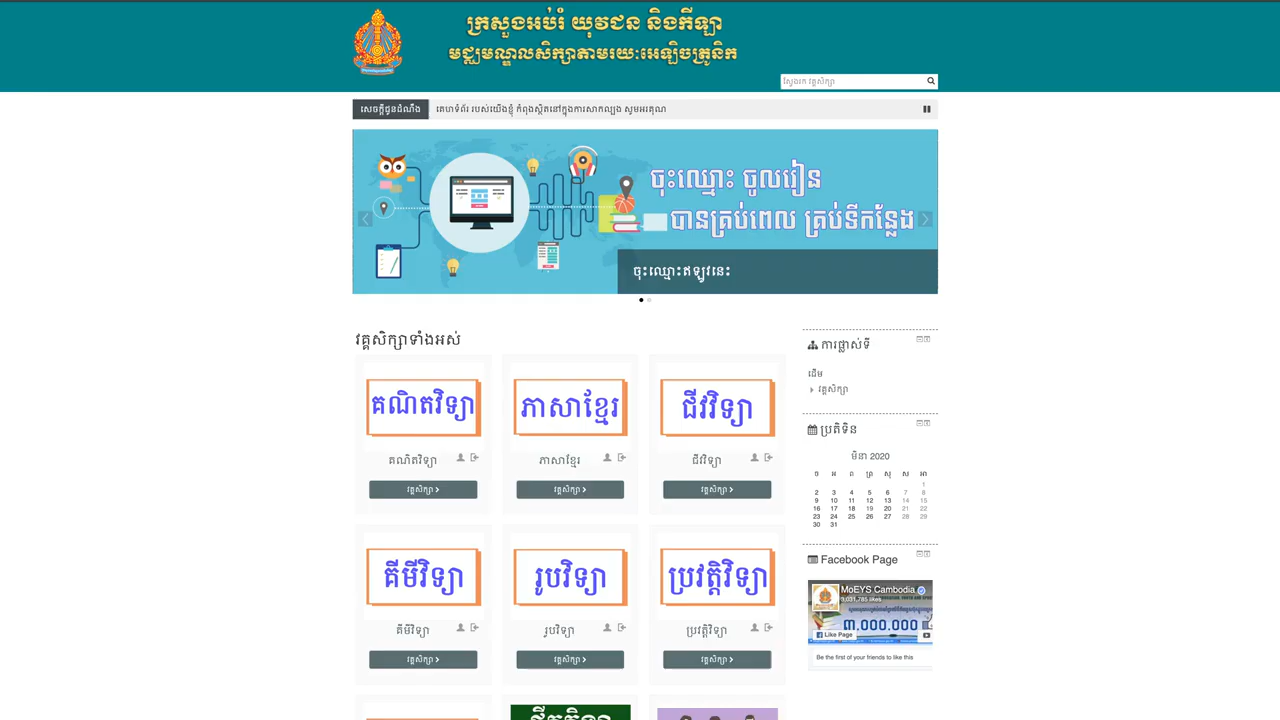 ក្រសួងអប់រំ យុវជន និងកីឡា
មជ្ឈមណ្ឌលសិក្សាតាមរយៈអេឡិចត្រូនិក
ស្វែងរក វគ្គសិក្សា
សេចក្តីជូនដំណឹង
គេហទំព័រ របស់យើងខ្ញុំ កំពុងស្ថិតនៅក្នុងការសាកល្បង សូមអរគុណ
ចុះឈ្មោះ ចូលរៀន
បានគ្រប់ពេល គ្រប់ទីកន្លែង
ចុះឈ្មោះឥឡូវនេះ
វគ្គសិក្សាទាំងអស់
គណិតវិទ្យា
ភាសាខ្មែរ
ជីវវិទ្យា
គណិតវិទ្យា
ភាសាខ្មែរ
ជីវវិទ្យា
វគ្គសិក្សា
វគ្គសិក្សា
វគ្គសិក្សា
គីមីវិទ្យា
រូបវិទ្យា
ប្រវត្តិវិទ្យា
គីមីវិទ្យា
រូបវិទ្យា
ប្រវត្តិវិទ្យា
វគ្គសិក្សា
វគ្គសិក្សា
វគ្គសិក្សា
ការផ្លាស់ទី
ដើម
វគ្គសិក្សា
ប្រតិទិន
មិនា 2020
ច អ ព ព្រ សុ ស អា
1
2 3 4 5 6 7 8
9 10 11 12 13 14 15
16 17 18 19 20 21 22
23 24 25 26 27 28 29
30 31
Facebook Page
MoEYS Cambodia
3,031,785 likes
៣,០០០.០០០
Like Page
Be the first of your friends to like this